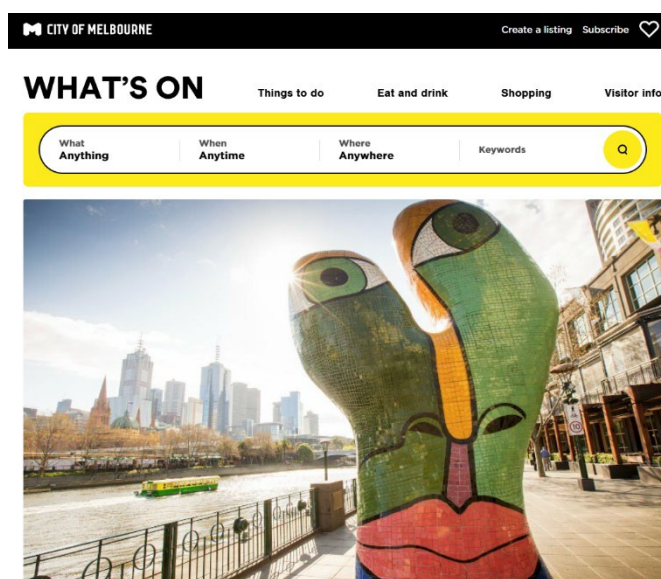 CITY OF MELBOURNE
Create a listing Subscribe
WHAT'S ON
Things to do Eat and drink Shopping Visitor info
What When Where
Anything Anytime Anywhere Keywords
10